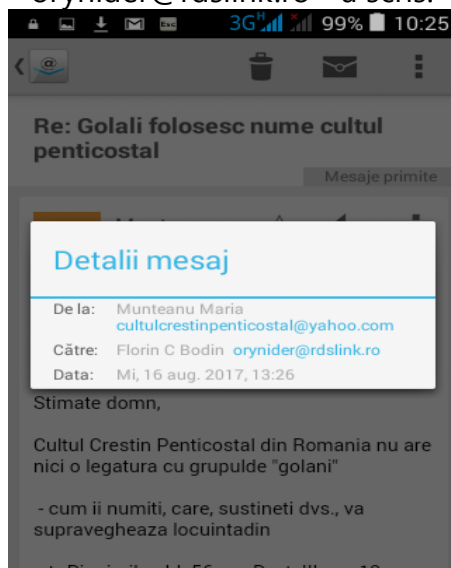 orynider@rdslink.ro a scris:
Esc 3G H 99% 10:25
Re: Golali folosesc nume cultul
penticostal
Mesaje primite
Detalii mesaj
De la: Munteanu Maria
cultulcrestinpenticostal@yahoo.com
Către: Florin C Bodin orynider@rdslink.ro
Data: Mi, 16 aug. 2017, 13:26
Stimate domn,
Cultul Crestin Penticostal din Romania nu are
nici o legatura cu grupulde "golani"
- cum ii numiti, care, sustineti dvs., va
supravegheaza locuintadin